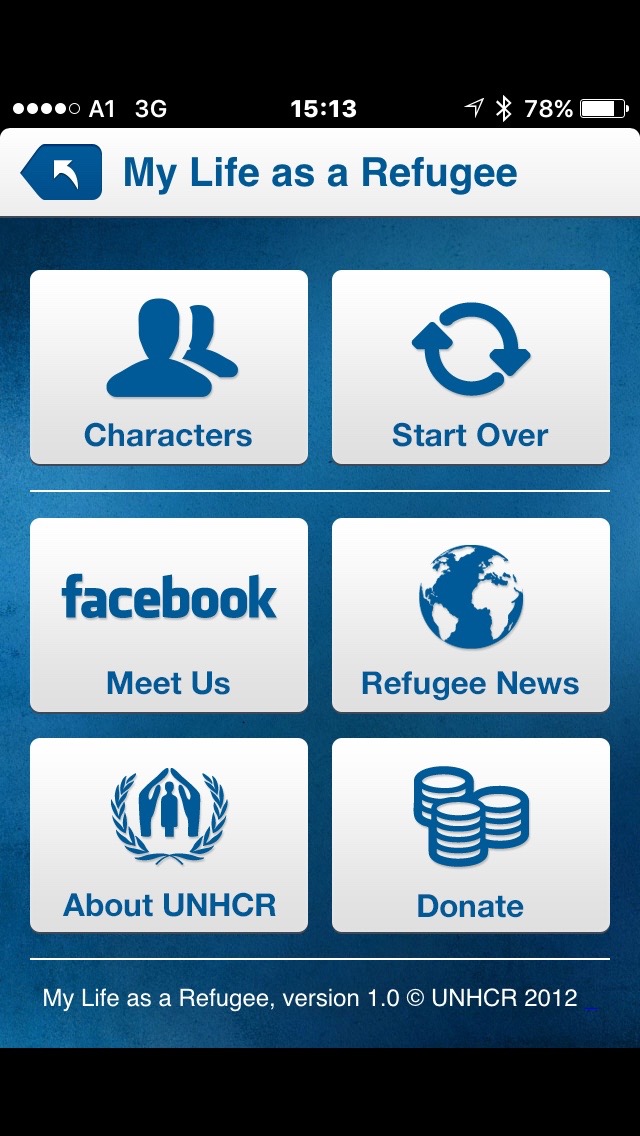 A1 3G 15:13 78%
My Life as a Refugee
Characters Start Over
facebook
Meet Us Refugee News
About UNHCR Donate
My Life as a Refugee, version 1.0 © UNHCR 2012